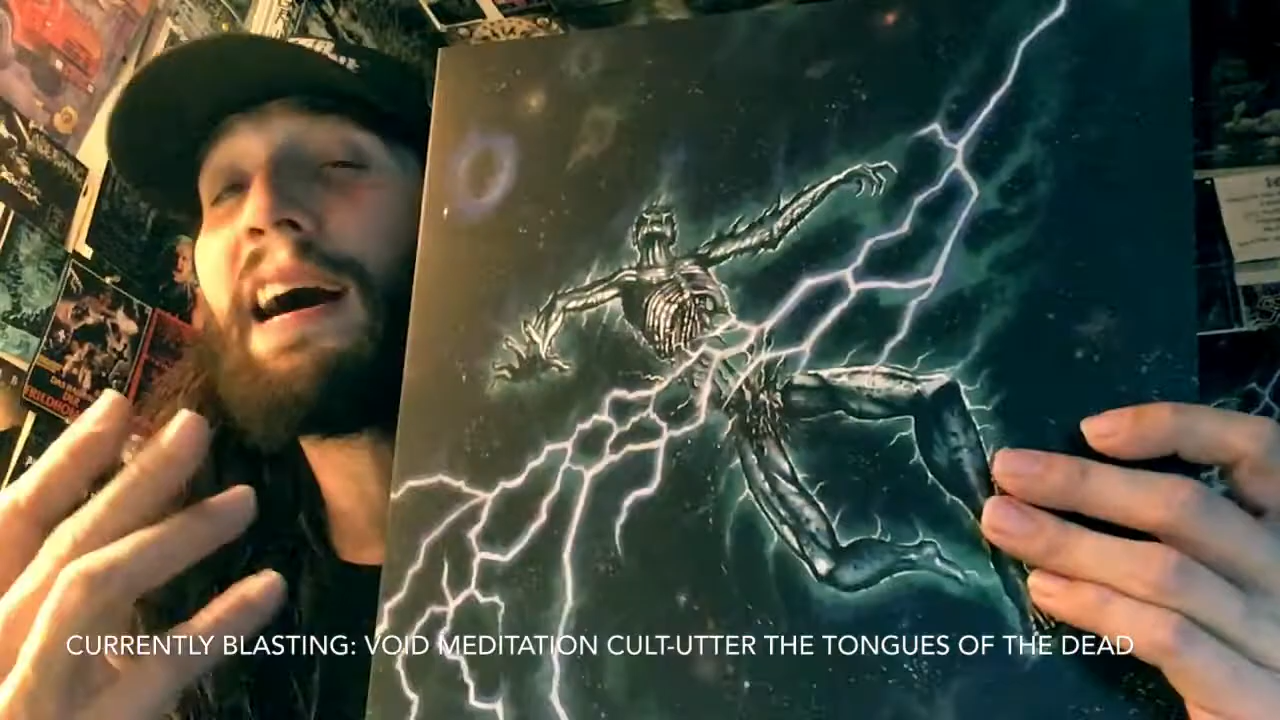 CURRENTLY BLASTING: VOID MEDITATION CULT-UTTER THE TONGUES OF THE DEAD